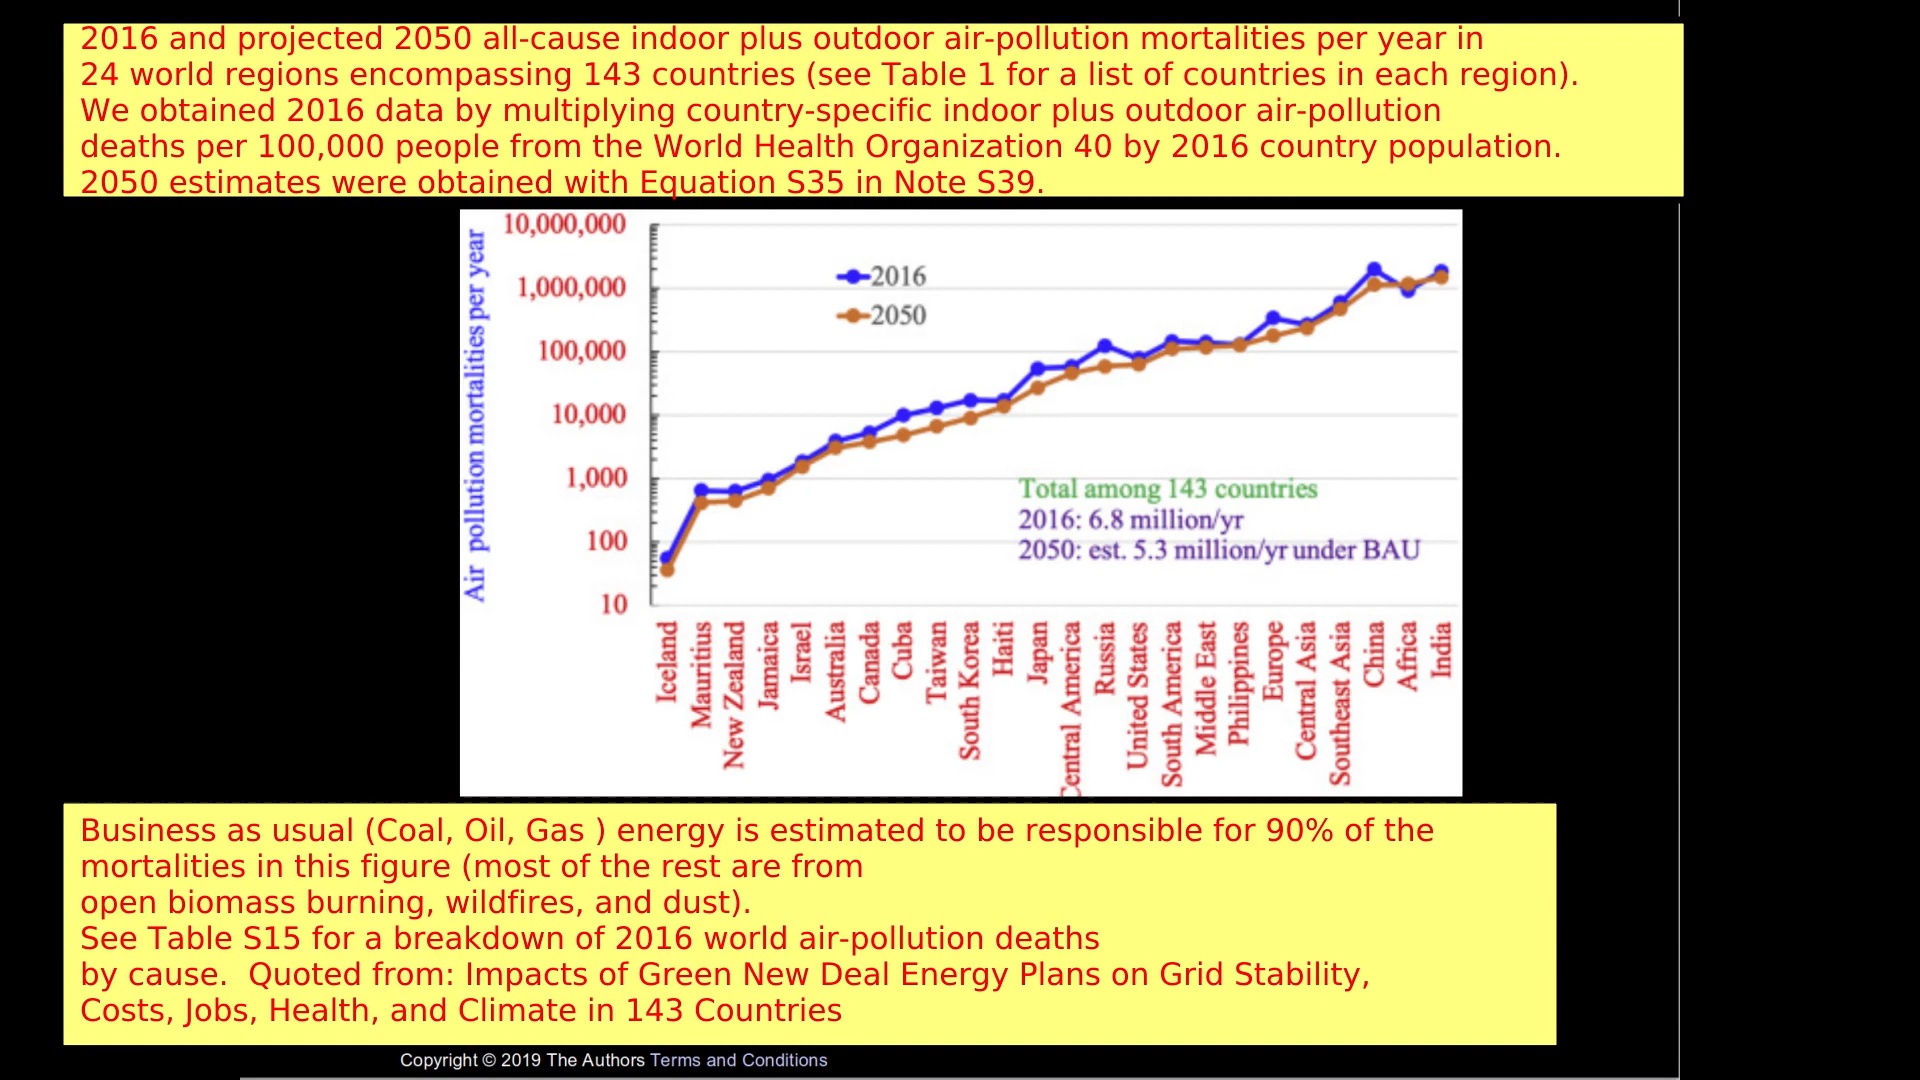 2016 and projected 2050 all-cause indoor plus outdoor air-pollution mortalities per year in
24 world regions encompassing 143 countries (see Table 1 for a list of countries in each region).
We obtained 2016 data by multiplying country-specific indoor plus outdoor air-pollution
deaths per 100,000 people from the World Health Organization 40 by 2016 country population.
2050 estimates were obtained with Equation S35 in Note S39.
Air pollution mortalities per year
10,000,000
1,000,000
100,000
10,000
1,000
100
10
2016
2050
Total among 143 countries
2016: 6.8 million/yr
2050: est. 5.3 million/yr under BAU
Iceland
Mauritius
New Zealand
Jamaica
Israel
Australia
Canada
Cuba
Taiwan
South Korea
Haiti
Japan
Central America
Russia
United States
South America
Middle East
Philippines
Europe
Central Asia
Southeast Asia
China
Africa
India
Business as usual (Coal, Oil, Gas ) energy is estimated to be responsible for 90% of the
mortalities in this figure (most of the rest are from
open biomass burning, wildfires, and dust).
See Table S15 for a breakdown of 2016 world air-pollution deaths
by cause.  Quoted from: Impacts of Green New Deal Energy Plans on Grid Stability,
Costs, Jobs, Health, and Climate in 143 Countries
Copyright © 2019 The Authors Terms and Conditions